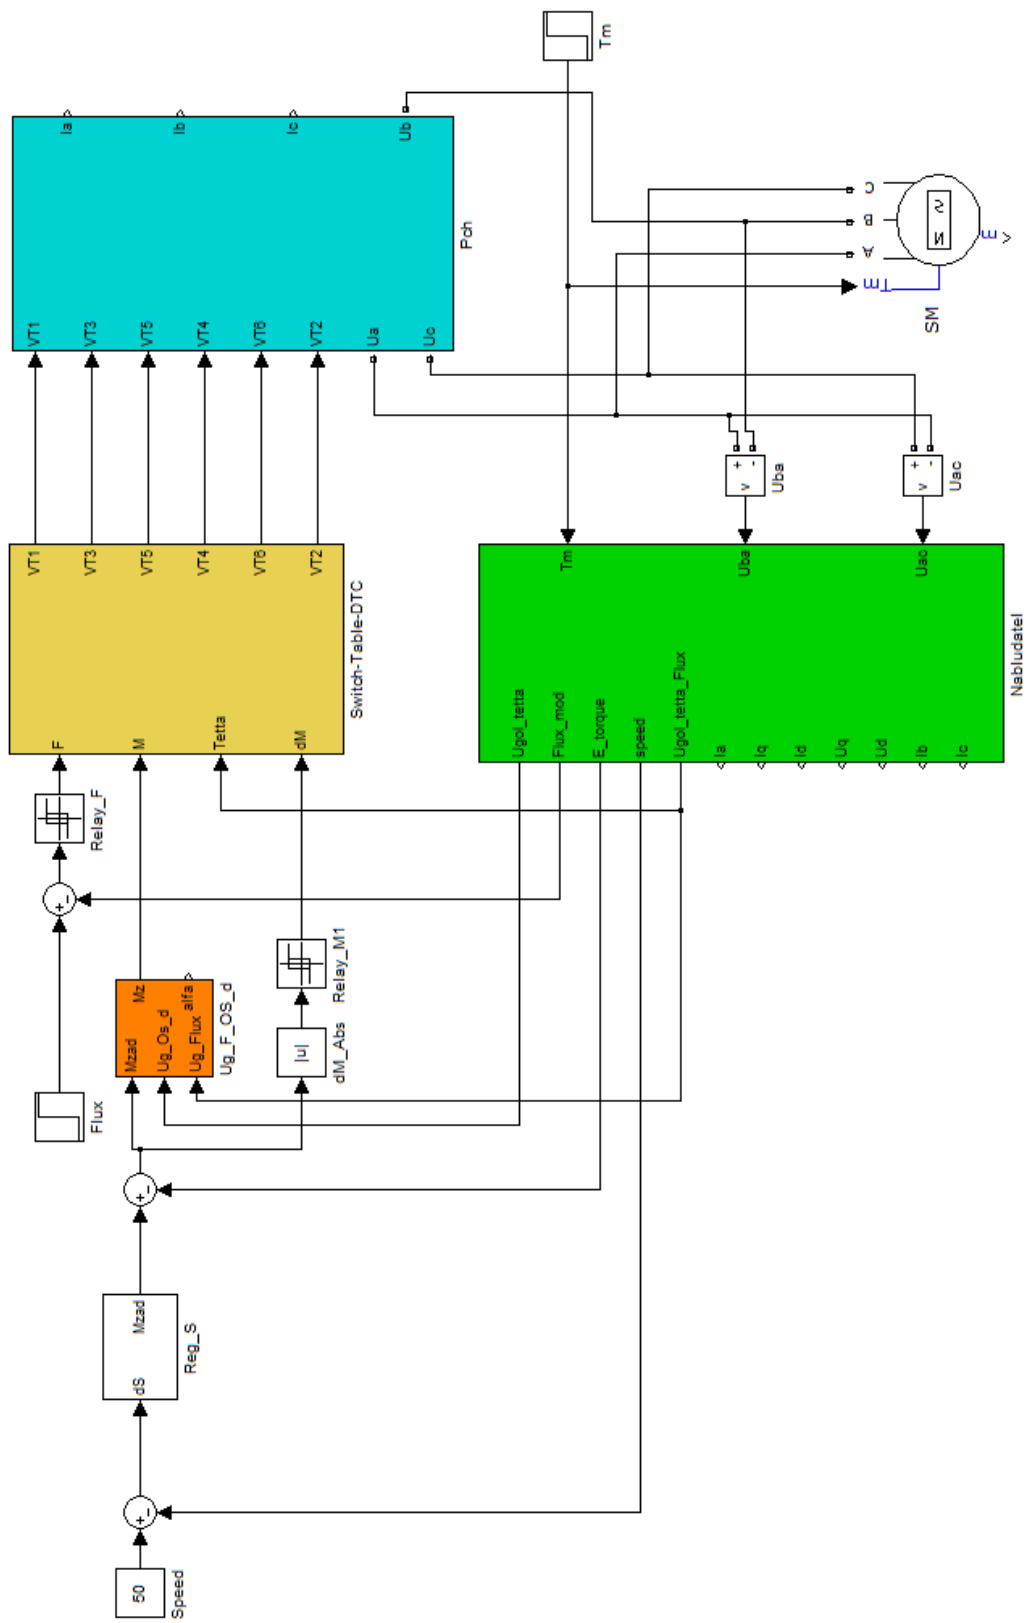 50
Speed
+
-
dS
Mzad
Reg_S
+
-
Flux
Mzad
Ug_Os_d
Ug_Flux
Mz
alfa
Ug_F_OS_d
|u|
dM_Abs
Relay_M1
+
-
Relay_F
F
M
Tetta
dM
VT1
VT3
VT5
VT4
VT6
VT2
Switch-Table-DTC
VT1
VT3
VT5
VT4
VT6
VT2
Ua
Uc
Ia
Ib
Ic
Ub
Pch
Ugol_tetta
Flux_mod
E_torque
speed
Ugol_tetta_Flux
Ia
Iq
Id
Uq
Ud
Ib
Ic
Tm
Uba
Uac
Nabludatel
v
+
-
Uba
v
+
-
Uac
Tm
Tm
A
B
C
E
SM